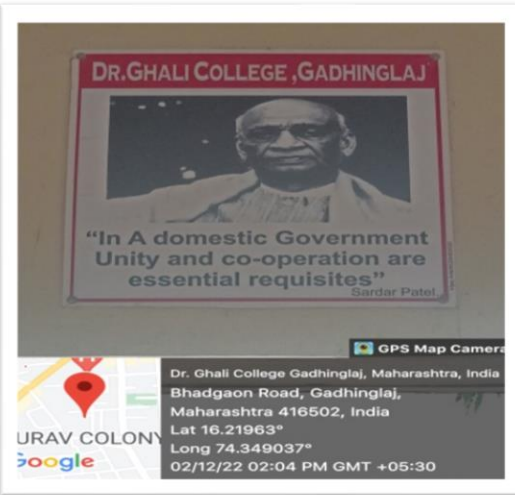 DR.GHALI COLLEGE ,GADHINGLAJ
“In A domestic Government
Unity and co-operation are
essential requisites”
Sardar Patel.
GPS Map Camera
Dr. Ghali College Gadhinglaj, Maharashtra, India
Bhadgaon Road, Gadhinglaj,
Maharashtra 416502, India
Lat 16.21963°
Long 74.349037°
02/12/22 02:04 PM GMT +05:30
URAV COLONY
Google